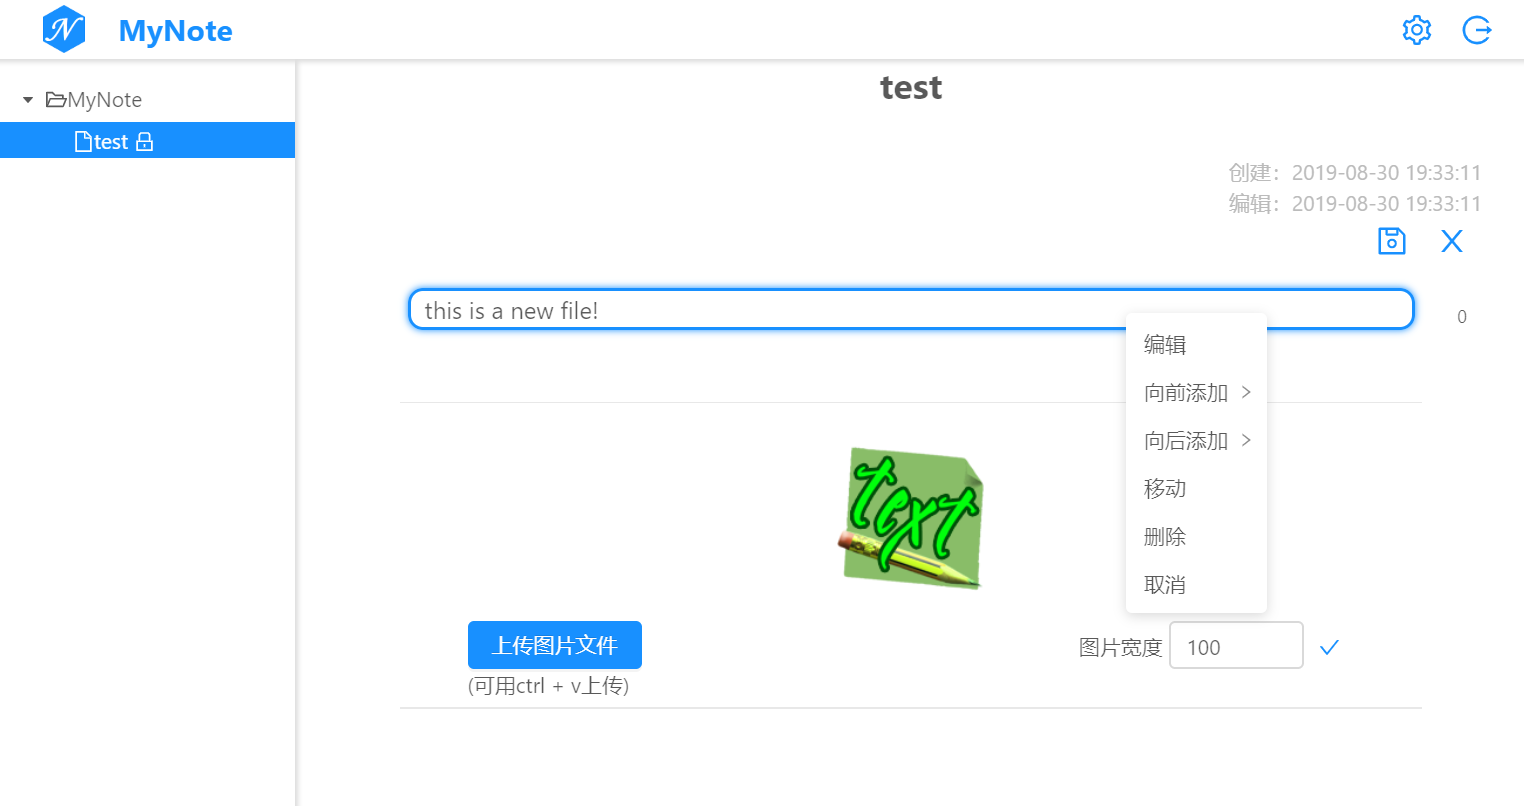 MyNote
MyNote
test
test
创建：2019-08-30 19:33:11
编辑：2019-08-30 19:33:11
this is a new file!
0
编辑
向前添加
向后添加
移动
删除
取消
text
上传图片文件
(可用ctrl + v上传)
图片宽度 100